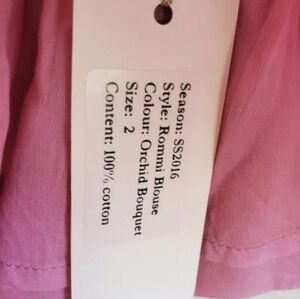 Season: SS2016
Style: Rommi Blouse
Colour: Orchid Bouquet
Size: 2
Content: 100% cotton